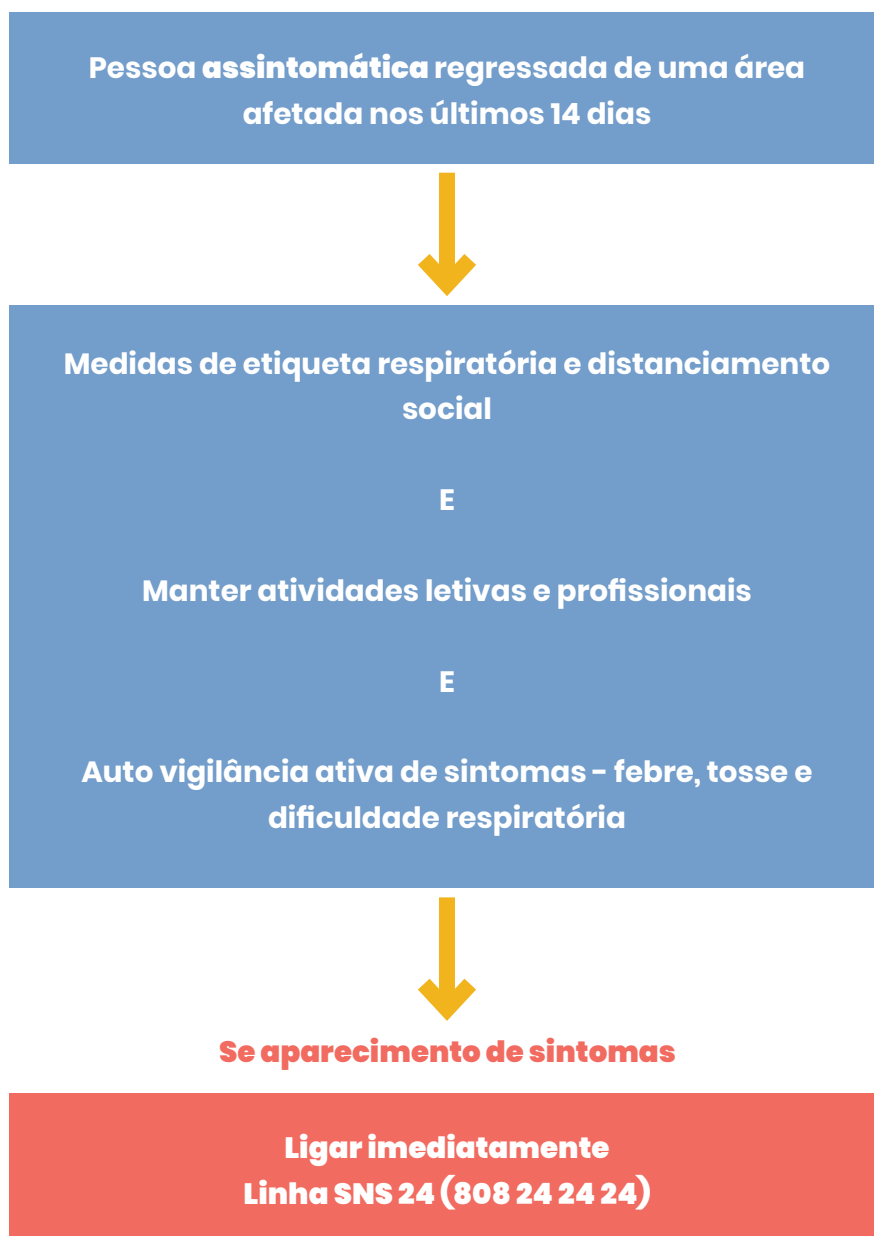 Pessoa assintomática regressada de uma área
afetada nos últimos 14 dias
Medidas de etiqueta respiratória e distanciamento
social
E
Manter atividades letivas e profissionais
E
Auto vigilância ativa de sintomas - febre, tosse e
dificuldade respiratória
Se aparecimento de sintomas
Ligar imediatamente
Linha SNS 24 (808 24 24 24)